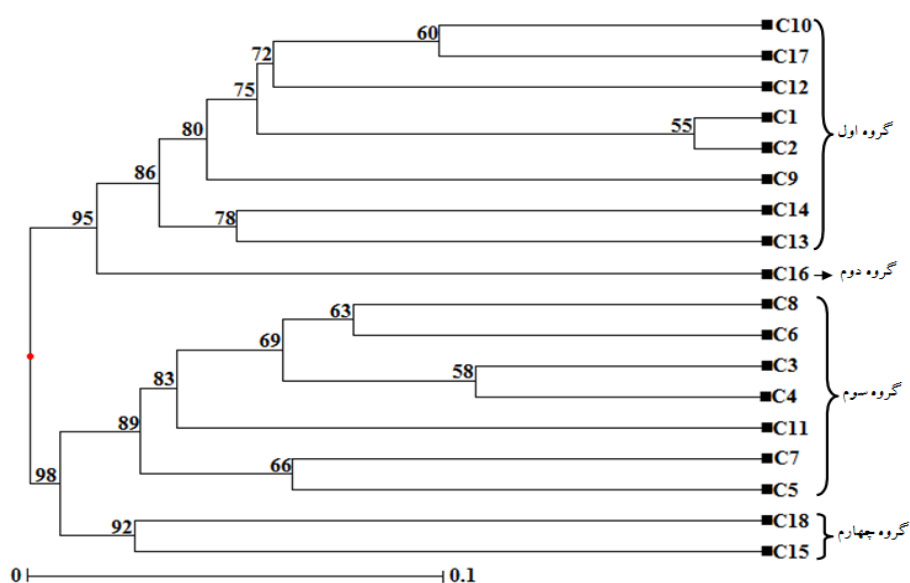 C10
60
C17
72
C12
75
C1
55
C2
گروه اول
80
C9
86
C14
78
C13
95
C16
گروه دوم
C8
63
C6
69
C3
58
C4
گروه سوم
83
C11
89
C7
66
C5
98
C18
92
گروه چهارم
C15
0
0.1